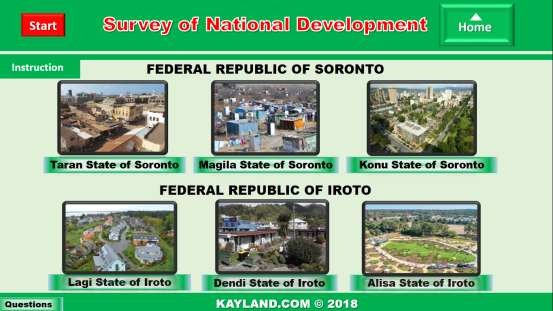 Start
Survey of National Development
Home
Instruction
FEDERAL REPUBLIC OF SORONTO
Taran State of Soronto
Magila State of Soronto
Konu State of Soronto
FEDERAL REPUBLIC OF IROTO
Lagi State of Iroto
Dendi State of Iroto
Alisa State of Iroto
Questions
KAYLAND.COM © 2018